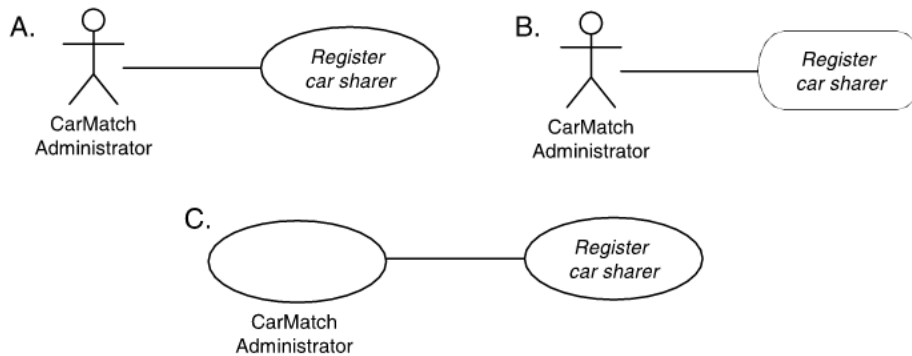 A.
Register
car sharer
CarMatch
Administrator
B.
Register
car sharer
CarMatch
Administrator
C.
Register
car sharer
CarMatch
Administrator